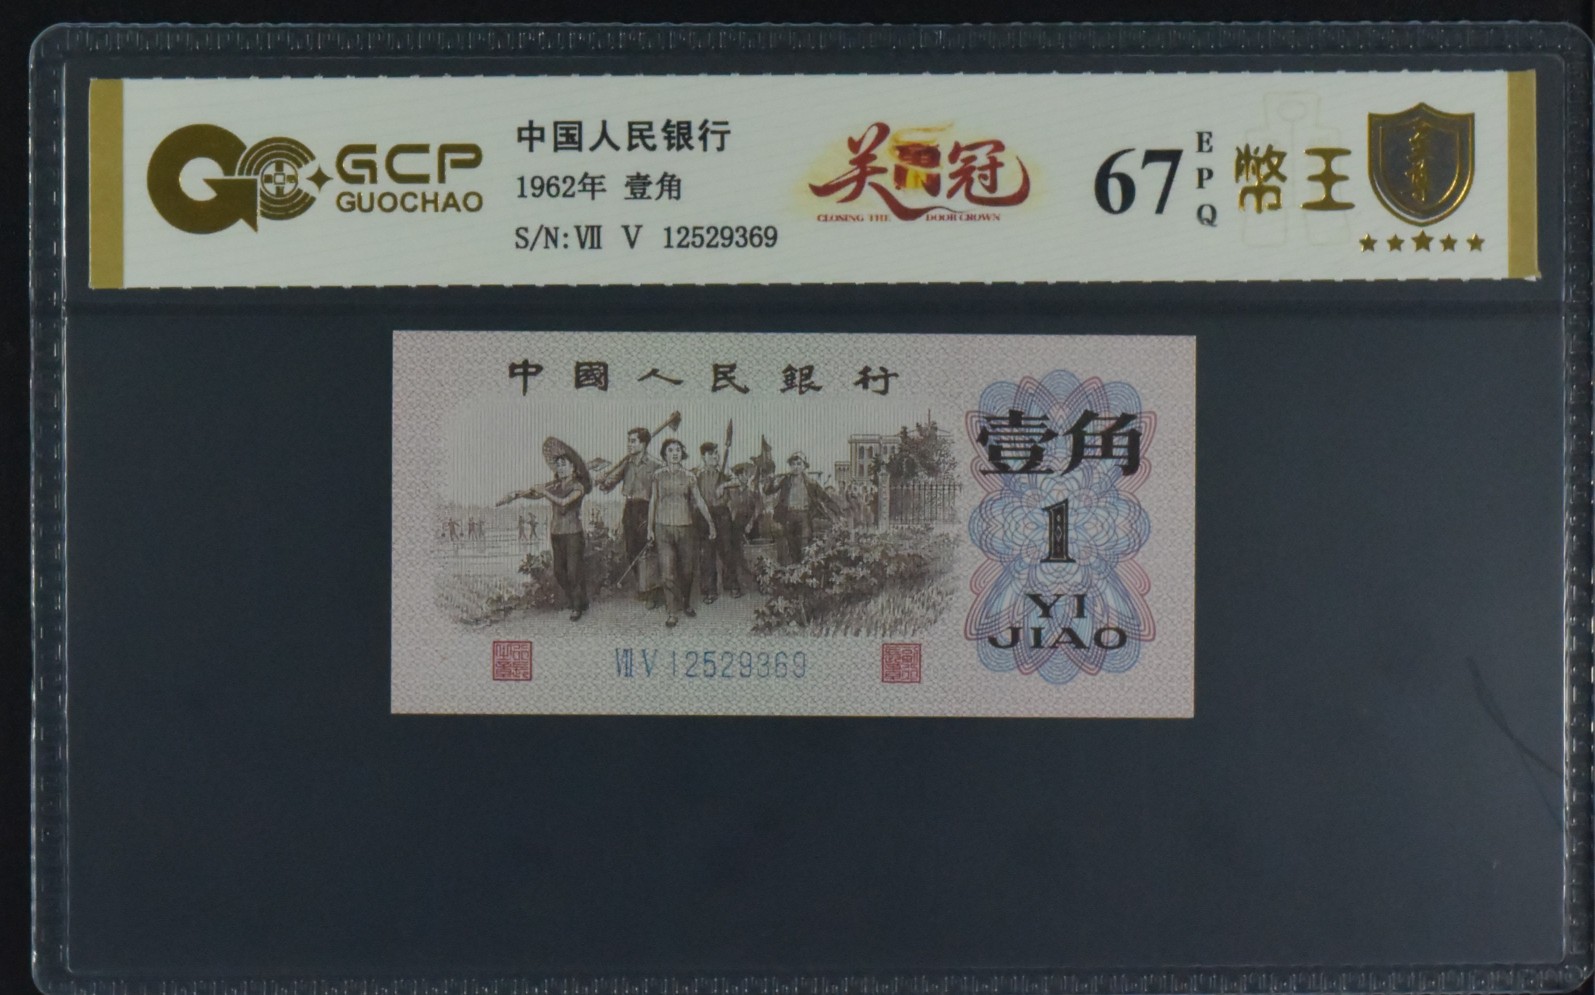 GCP
GUOCHAO
中国人民银行
1962年 壹角
S/N:Ⅶ Ⅴ 12529369
关门冠
CLOSING THE DOOR CROWN
67
EPQ
幣王
★★★★★
中國人民銀行
壹角
1
YI
JIAO
ⅦⅤ12529369